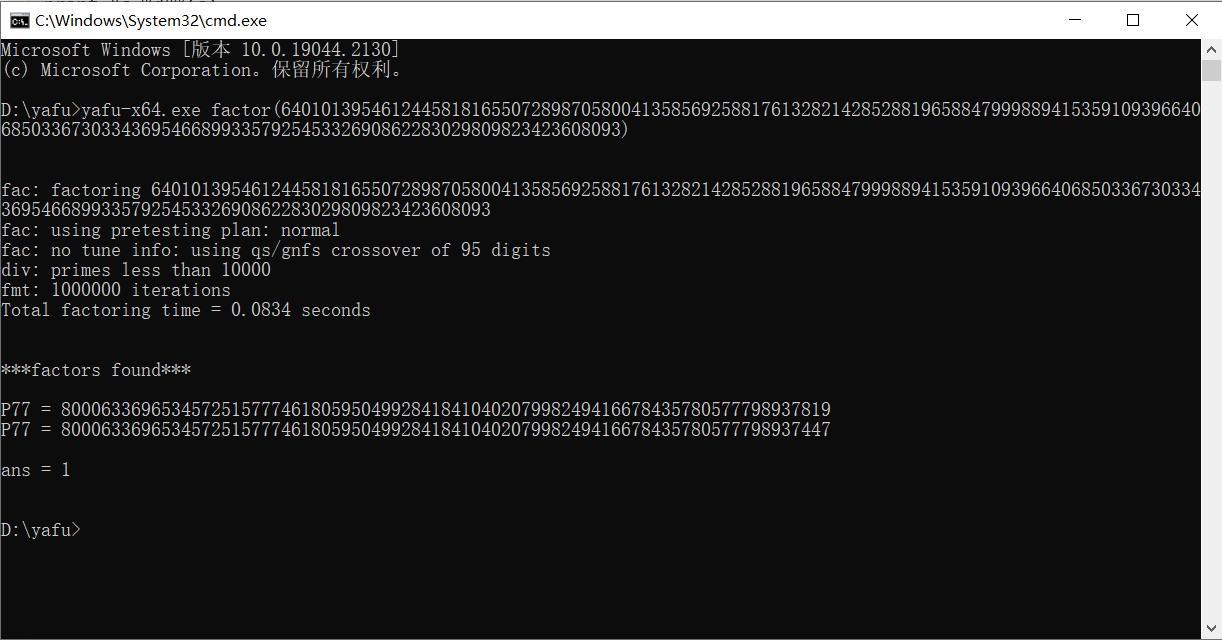 C:\Windows\System32\cmd.exe
Microsoft Windows [版本 10.0.19044.2130]
(c) Microsoft Corporation。保留所有权利。
D:\yafu>yafu-x64.exe factor(6401013954612445818165507289870580041358569258817613282142852881965884799988941535910939664068503367303343695466899335792545332690862283029809823423608093)
fac: factoring 6401013954612445818165507289870580041358569258817613282142852881965884799988941535910939664068503367303343695466899335792545332690862283029809823423608093
fac: using pretesting plan: normal
fac: no tune info: using qs/gnfs crossover of 95 digits
div: primes less than 10000
fmt: 1000000 iterations
Total factoring time = 0.0834 seconds
***factors found***
P77 = 80006336965345725157774618059504992841841040207998249416678435780577798937819
P77 = 80006336965345725157774618059504992841841040207998249416678435780577798937447
ans = 1
D:\yafu>